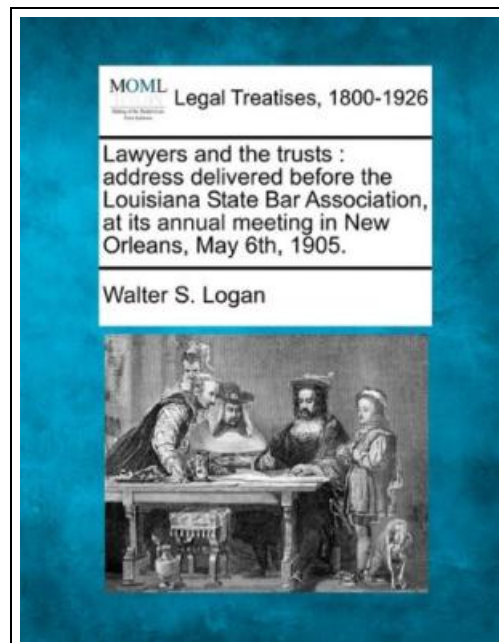 MOML
Legal Treatises, 1800-1926
Lawyers and the trusts :
address delivered before the
Louisiana State Bar Association,
at its annual meeting in New
Orleans, May 6th, 1905.
Walter S. Logan